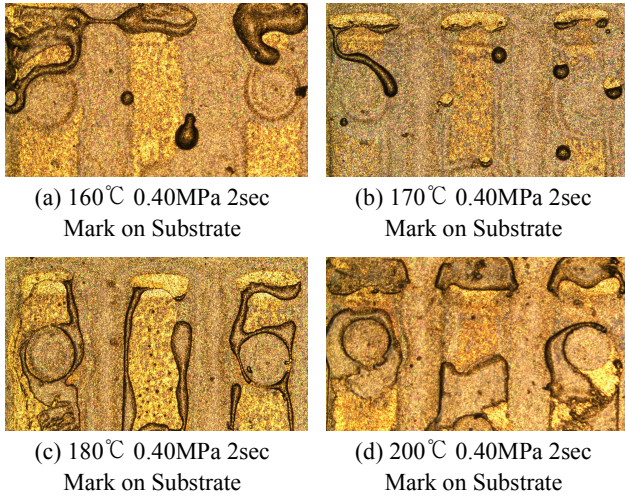 (a) 160℃ 0.40MPa 2sec
Mark on Substrate
(b) 170℃ 0.40MPa 2sec
Mark on Substrate
(c) 180℃ 0.40MPa 2sec
Mark on Substrate
(d) 200℃ 0.40MPa 2sec
Mark on Substrate